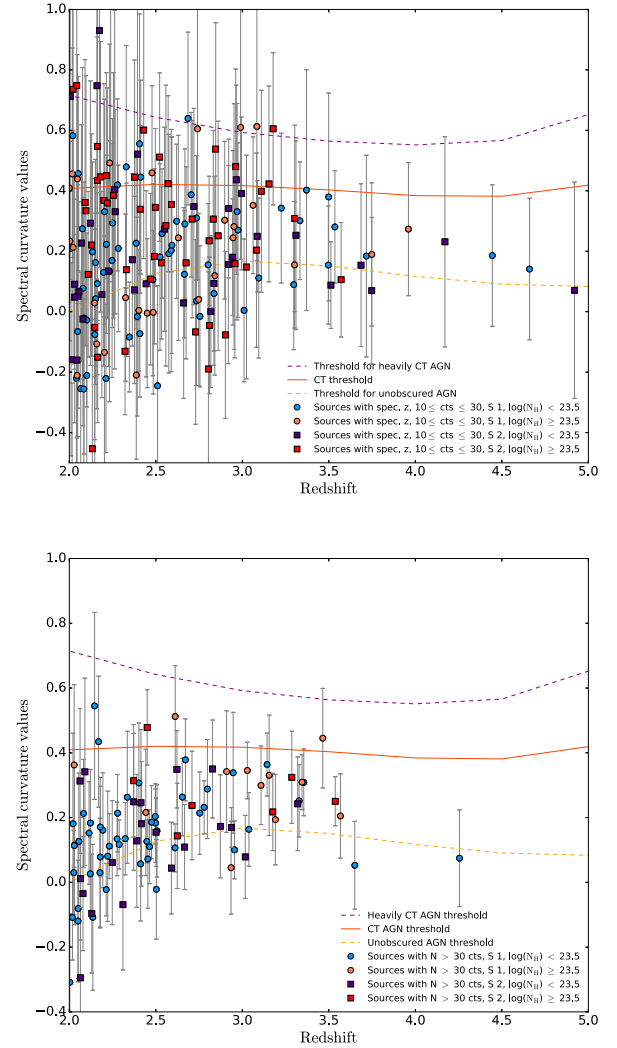 1.0
0.8
0.6
0.4
0.2
0.0
−0.2
−0.4
Spectral curvature values
Threshold for heavily CT AGN
CT threshold
Threshold for unobscured AGN
Sources with spec, z, 10 ≤ cts ≤ 30, S 1, log(N_H) < 23,5
Sources with spec, z, 10 ≤ cts ≤ 30, S 1, log(N_H) ≥ 23,5
Sources with spec, z, 10 ≤ cts ≤ 30, S 2, log(N_H) < 23,5
Sources with spec, z, 10 ≤ cts ≤ 30, S 2, log(N_H) ≥ 23,5
2.0 2.5 3.0 3.5 4.0 4.5 5.0
Redshift
1.0
0.8
0.6
0.4
0.2
0.0
−0.2
−0.4
Spectral curvature values
Heavily CT AGN threshold
CT AGN threshold
Unobscured AGN threshold
Sources with N > 30 cts, S 1, log(N_H) < 23,5
Sources with N > 30 cts, S 1, log(N_H) ≥ 23,5
Sources with N > 30 cts, S 2, log(N_H) < 23,5
Sources with N > 30 cts, S 2, log(N_H) ≥ 23,5
2.0 2.5 3.0 3.5 4.0 4.5 5.0
Redshift